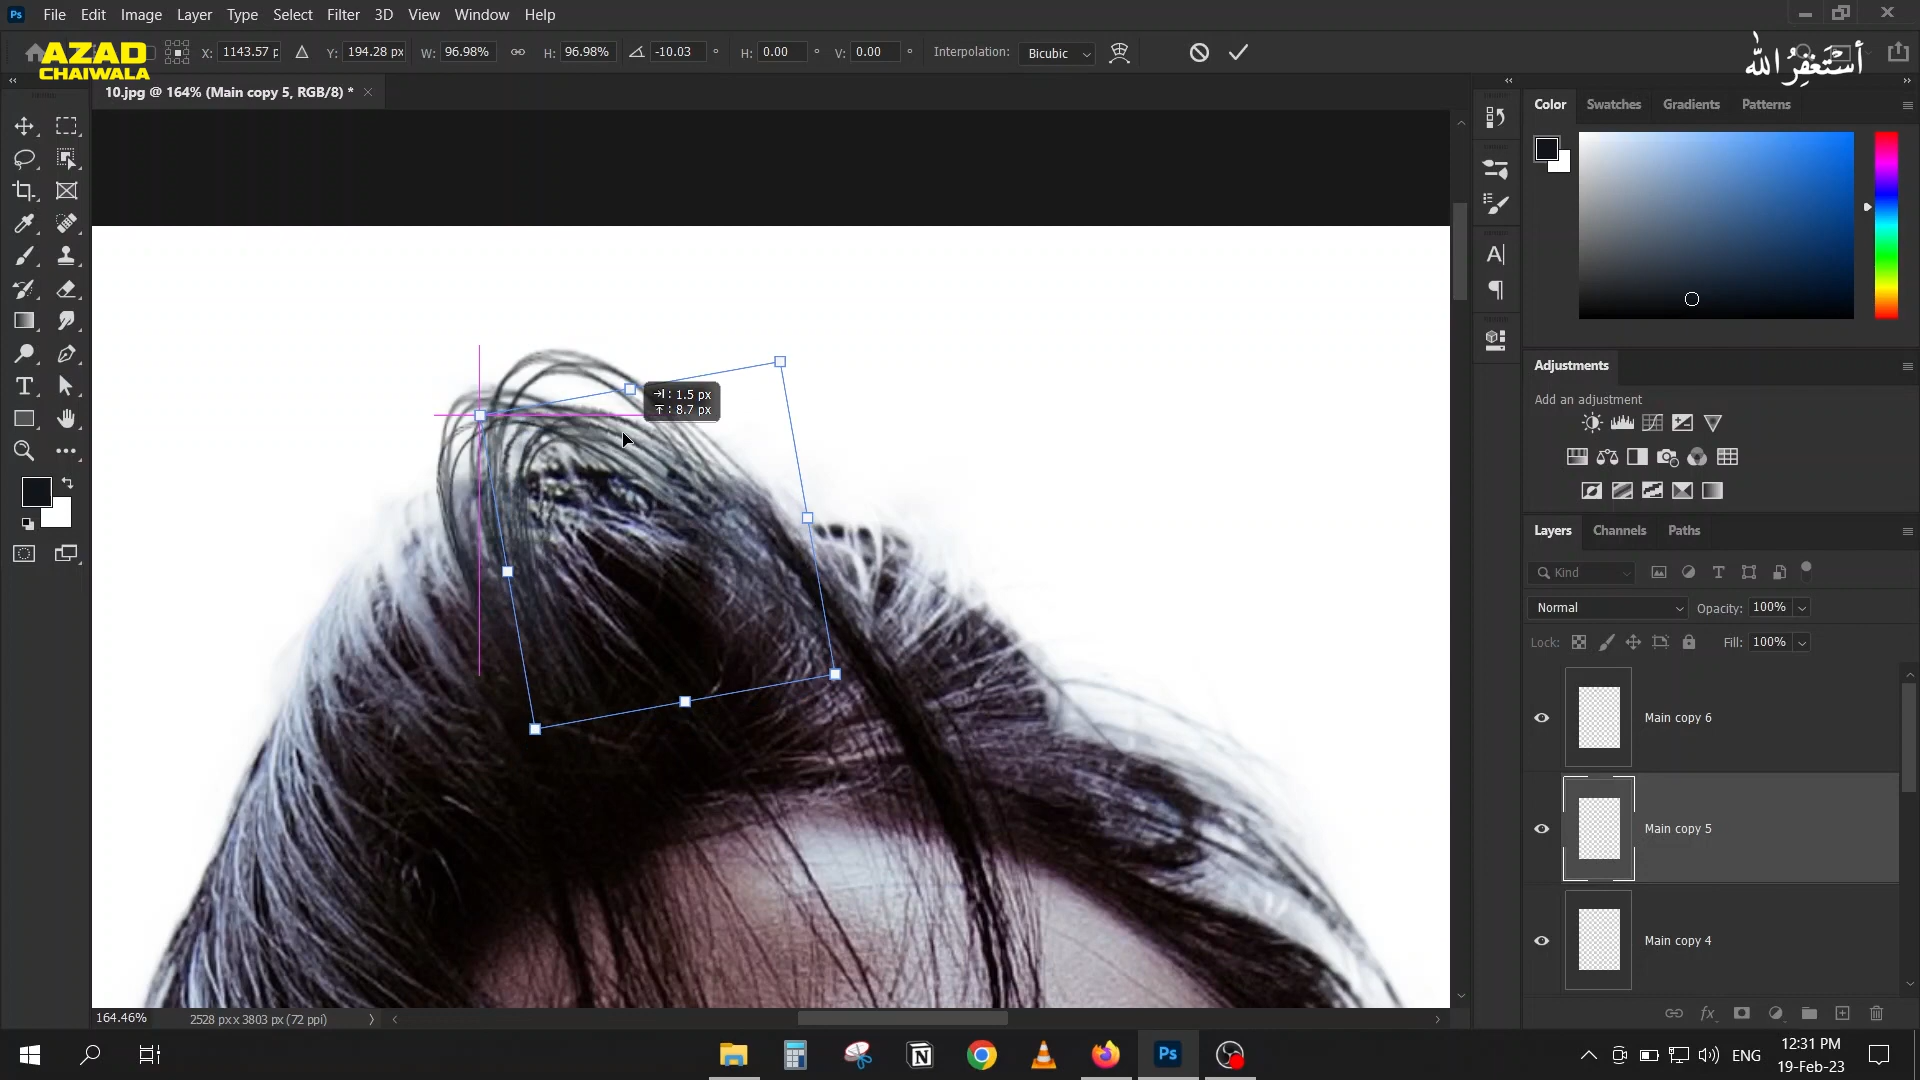 Ps File Edit Image Layer Type Select Filter 3D View Window Help
AZAD
CHAIWALA
X: 1143.57 p Y: 194.28 px W: 96.98% H: 96.98% -10.03 ° H: 0.00 ° V: 0.00 ° Interpolation: Bicubic
أستغفر الله
10.jpg @ 164% (Main copy 5, RGB/8) *
Color Swatches Gradients Patterns
Adjustments
Add an adjustment
: 1.5 px
: 8.7 px
Layers Channels Paths
Kind
Normal Opacity: 100%
Lock: Fill: 100%
Main copy 6
Main copy 5
Main copy 4
164.46% 2528 px x 3803 px (72 ppi)
ENG
12:31 PM
19-Feb-23